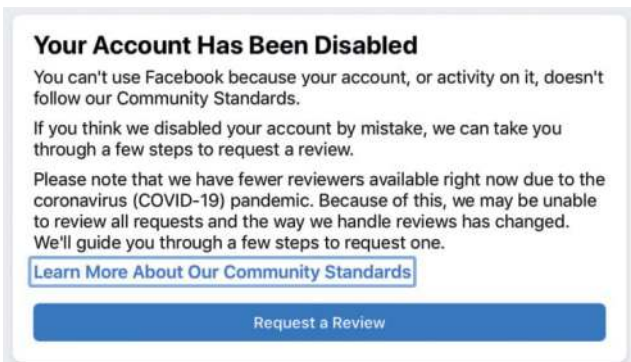 Your Account Has Been Disabled
You can't use Facebook because your account, or activity on it, doesn't
follow our Community Standards.
If you think we disabled your account by mistake, we can take you
through a few steps to request a review.
Please note that we have fewer reviewers available right now due to the
coronavirus (COVID-19) pandemic. Because of this, we may be unable
to review all requests and the way we handle reviews has changed.
We'll guide you through a few steps to request one.
Learn More About Our Community Standards
Request a Review